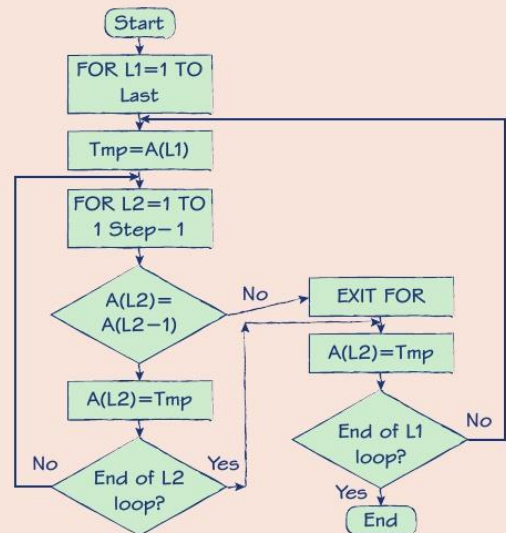 Start
FOR L1=1 TO
Last
Tmp=A(L1)
FOR L2=1 TO
1 Step-1
A(L2)=
A(L2-1)
No
EXIT FOR
A(L2)=Tmp
A(L2)=Tmp
No
End of L2
loop?
Yes
End of L1
loop?
No
Yes
End